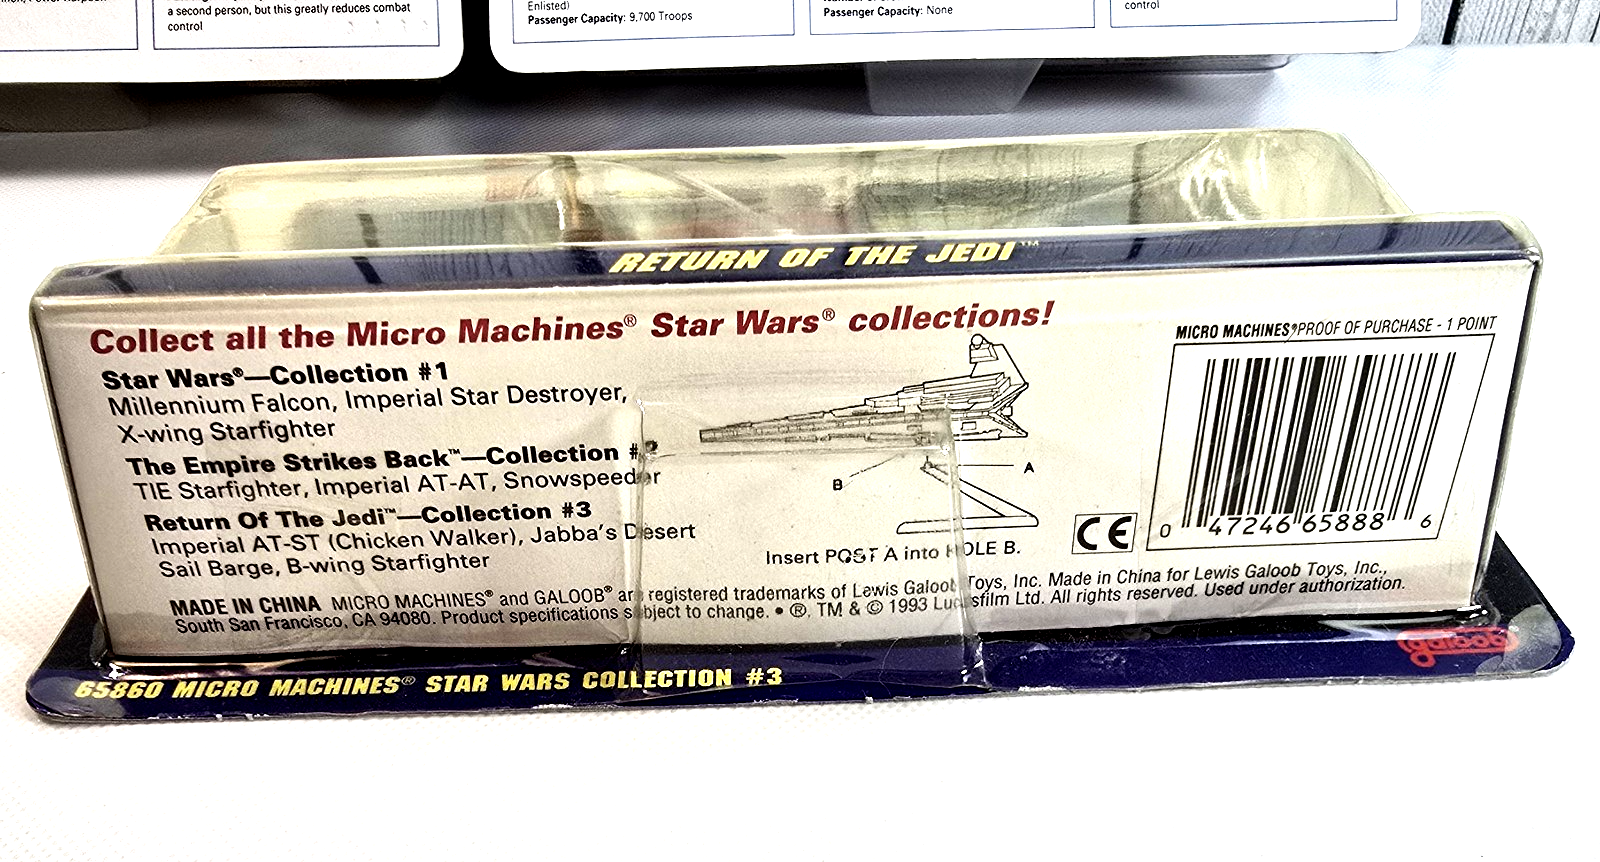 a second person, but this greatly reduces combat
control
Enlisted)
Passenger Capacity: 9,700 Troops
Passenger Capacity: None
control
RETURN OF THE JEDI™
Collect all the Micro Machines® Star Wars® collections!
Star Wars®—Collection #1
Millennium Falcon, Imperial Star Destroyer,
X-wing Starfighter
The Empire Strikes Back™—Collection #
TIE Starfighter, Imperial AT-AT, Snowspeeder
Return Of The Jedi™—Collection #3
Imperial AT-ST (Chicken Walker), Jabba's Desert
Sail Barge, B-wing Starfighter
A
B
Insert POST A into HOLE B.
CE
MICRO MACHINES® PROOF OF PURCHASE - 1 POINT
0 47246 65888 6
MADE IN CHINA MICRO MACHINES® and GALOOB® are registered trademarks of Lewis Galoob Toys, Inc. Made in China for Lewis Galoob Toys, Inc.,
South San Francisco, CA 94080. Product specifications subject to change. • ®, TM & © 1993 Lucasfilm Ltd. All rights reserved. Used under authorization.
galoob
65860 MICRO MACHINES® STAR WARS COLLECTION #3